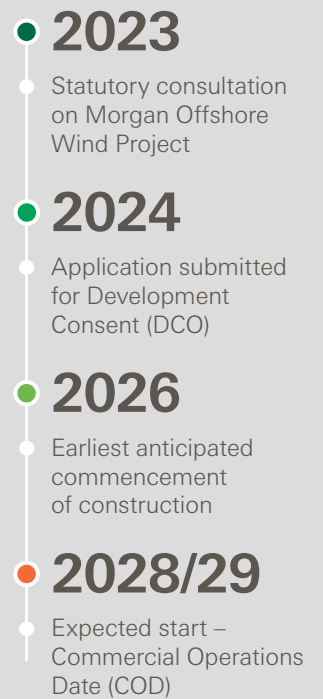 2023
Statutory consultation
on Morgan Offshore
Wind Project
2024
Application submitted
for Development
Consent (DCO)
2026
Earliest anticipated
commencement
of construction
2028/29
Expected start –
Commercial Operations
Date (COD)